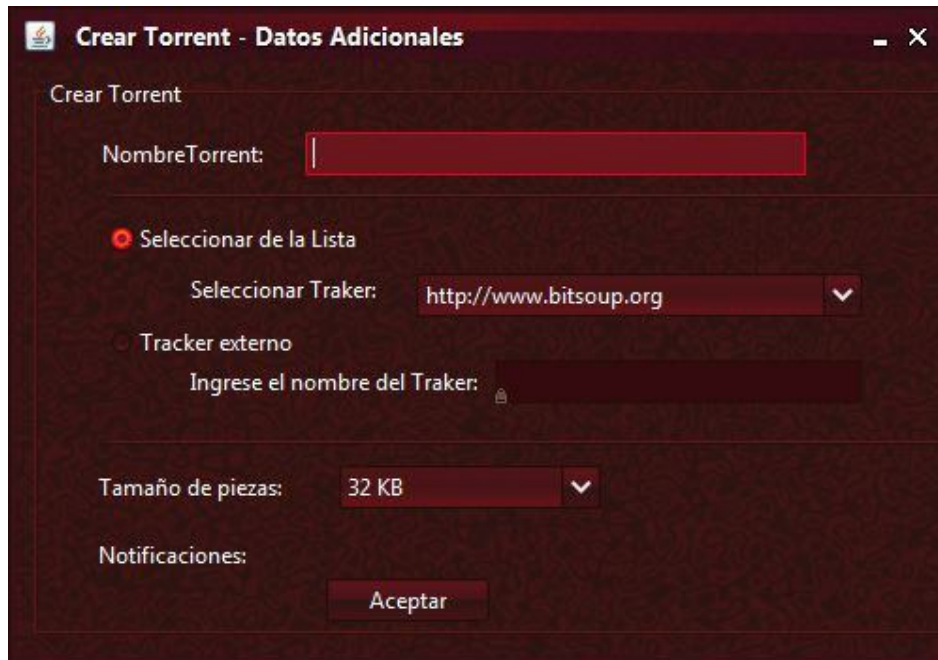 Crear Torrent - Datos Adicionales
Crear Torrent
NombreTorrent:
Seleccionar de la Lista
Seleccionar Traker: http://www.bitsoup.org
Tracker externo
Ingrese el nombre del Traker:
Tamaño de piezas: 32 KB
Notificaciones:
Aceptar